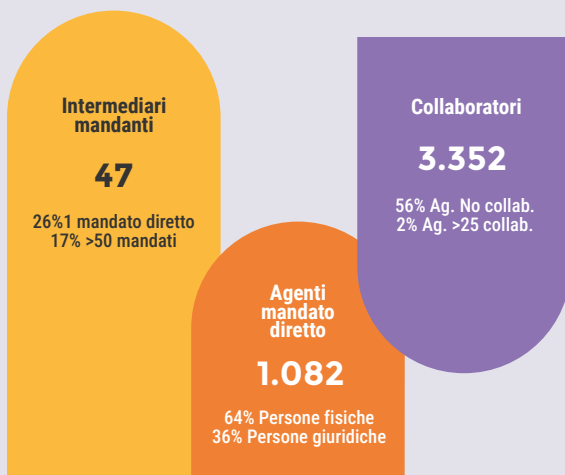 Intermediari
mandanti
47
26%1 mandato diretto
17% >50 mandati
Agenti
mandato
diretto
1.082
64% Persone fisiche
36% Persone giuridiche
Collaboratori
3.352
56% Ag. No collab.
2% Ag. >25 collab.